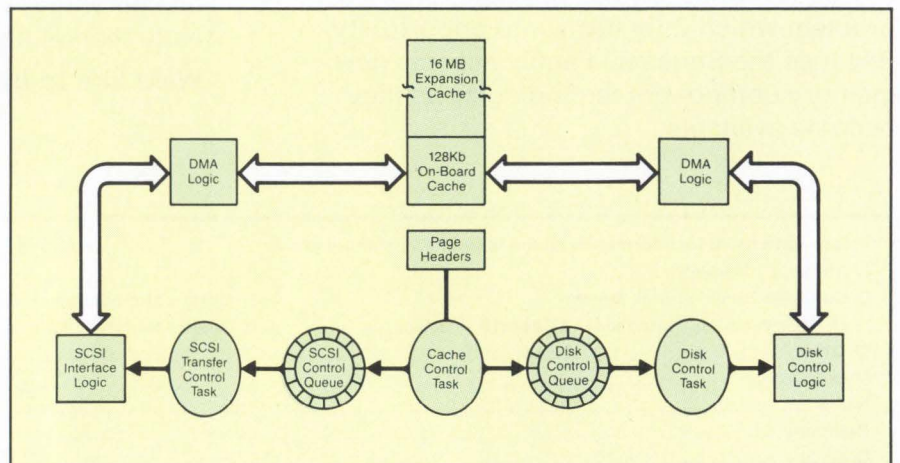 16 MB
Expansion
Cache
DMA
Logic
128Kb
On-Board
Cache
DMA
Logic
Page
Headers
SCSI
Interface
Logic
SCSI
Transfer
Control
Task
SCSI
Control
Queue
Cache
Control
Task
Disk
Control
Queue
Disk
Control
Task
Disk
Control
Logic